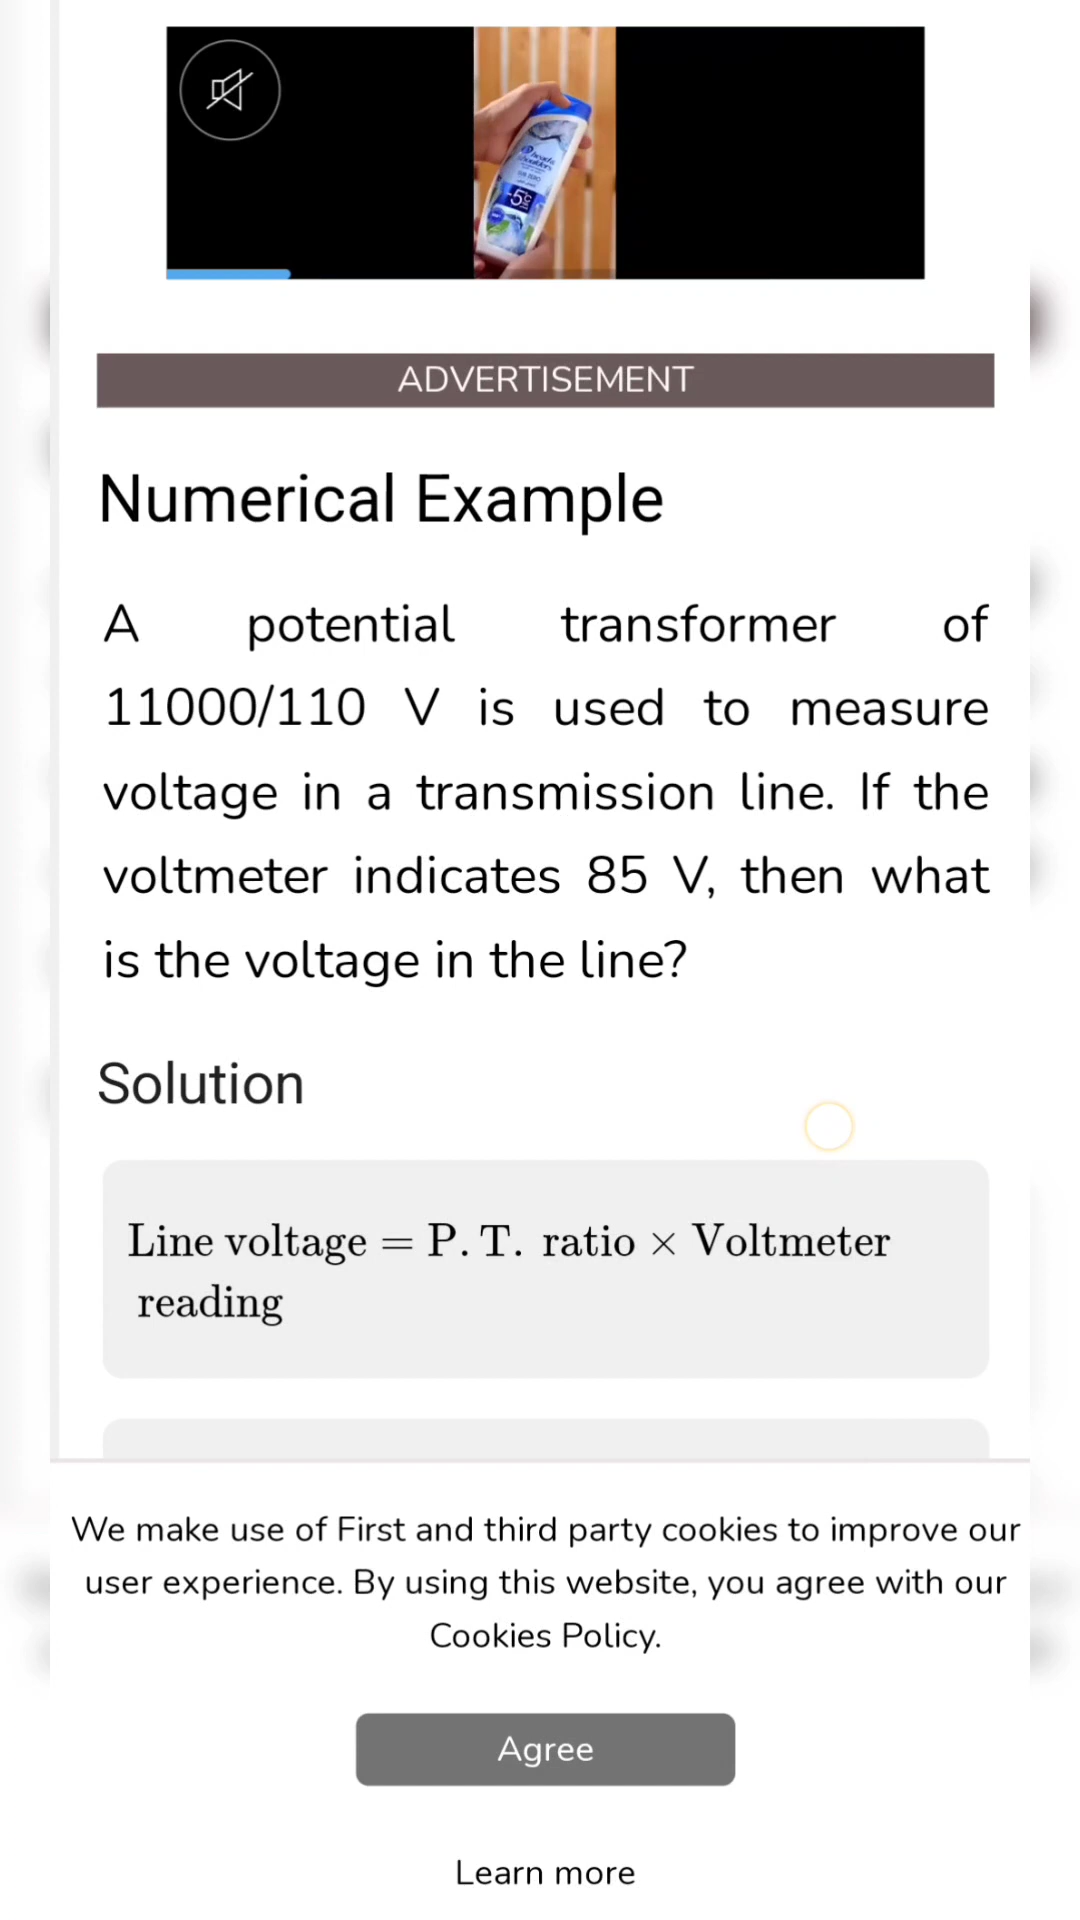 head &
shoulders
-5°C
ADVERTISEMENT
Numerical Example
A potential transformer of
11000/110 V is used to measure
voltage in a transmission line. If the
voltmeter indicates 85 V, then what
is the voltage in the line?
Solution
Line voltage = P. T. ratio × Voltmeter
reading
We make use of First and third party cookies to improve our
user experience. By using this website, you agree with our
Cookies Policy.
Agree
Learn more